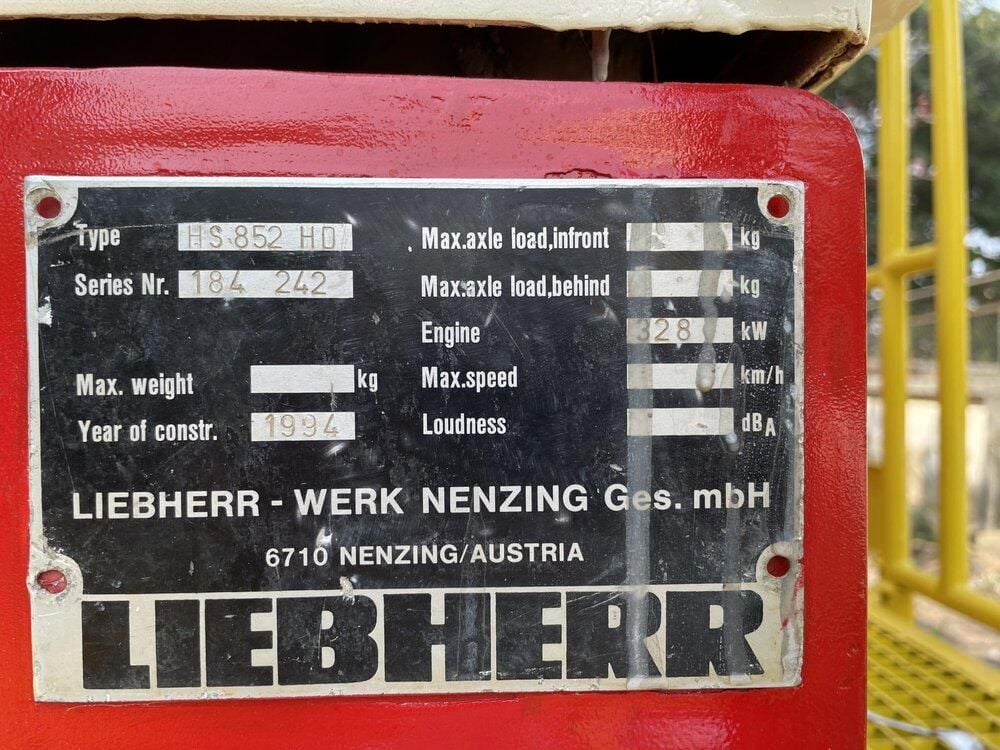 Type HS 852 HD
Series Nr. 184 242
Max. weight kg
Year of constr. 1994
Max.axle load,infront kg
Max.axle load,behind kg
Engine 328 kW
Max.speed km/h
Loudness dBA
LIEBHERR - WERK NENZING Ges. mbH
6710 NENZING/AUSTRIA
LIEBHERR